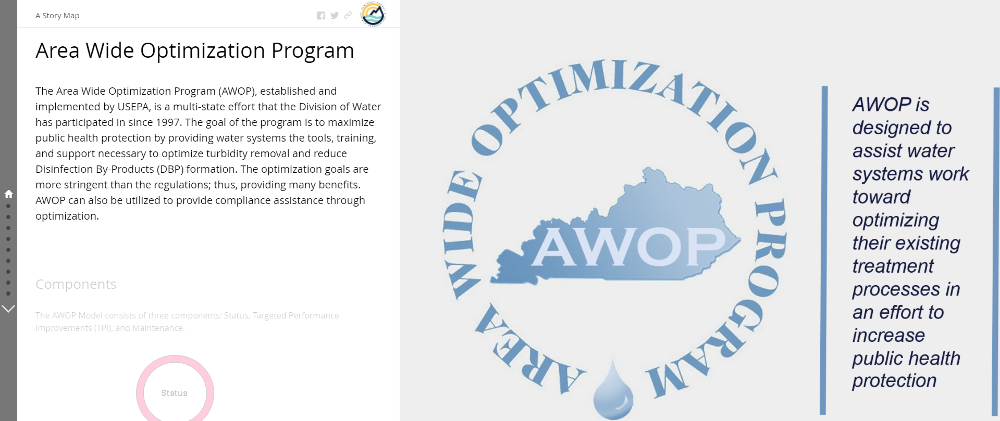 A Story Map
Area Wide Optimization Program
The Area Wide Optimization Program (AWOP), established and
implemented by USEPA, is a multi-state effort that the Division of Water
has participated in since 1997. The goal of the program is to maximize
public health protection by providing water systems the tools, training,
and support necessary to optimize turbidity removal and reduce
Disinfection By-Products (DBP) formation. The optimization goals are
more stringent than the regulations; thus, providing many benefits.
AWOP can also be utilized to provide compliance assistance through
optimization.
Components
The AWOP Model consists of three components: Status, Targeted Performance
Improvements (TPI), and Maintenance.
Status
AREA WIDE OPTIMIZATION PROGRAM
AWOP
AWOP is
designed to
assist water
systems work
toward
optimizing
their existing
treatment
processes in
an effort to
increase
public health
protection